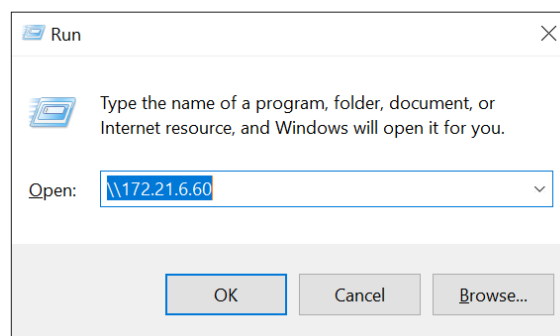 Run
Type the name of a program, folder, document, or
Internet resource, and Windows will open it for you.
Open: \\172.21.6.60
OK Cancel Browse...